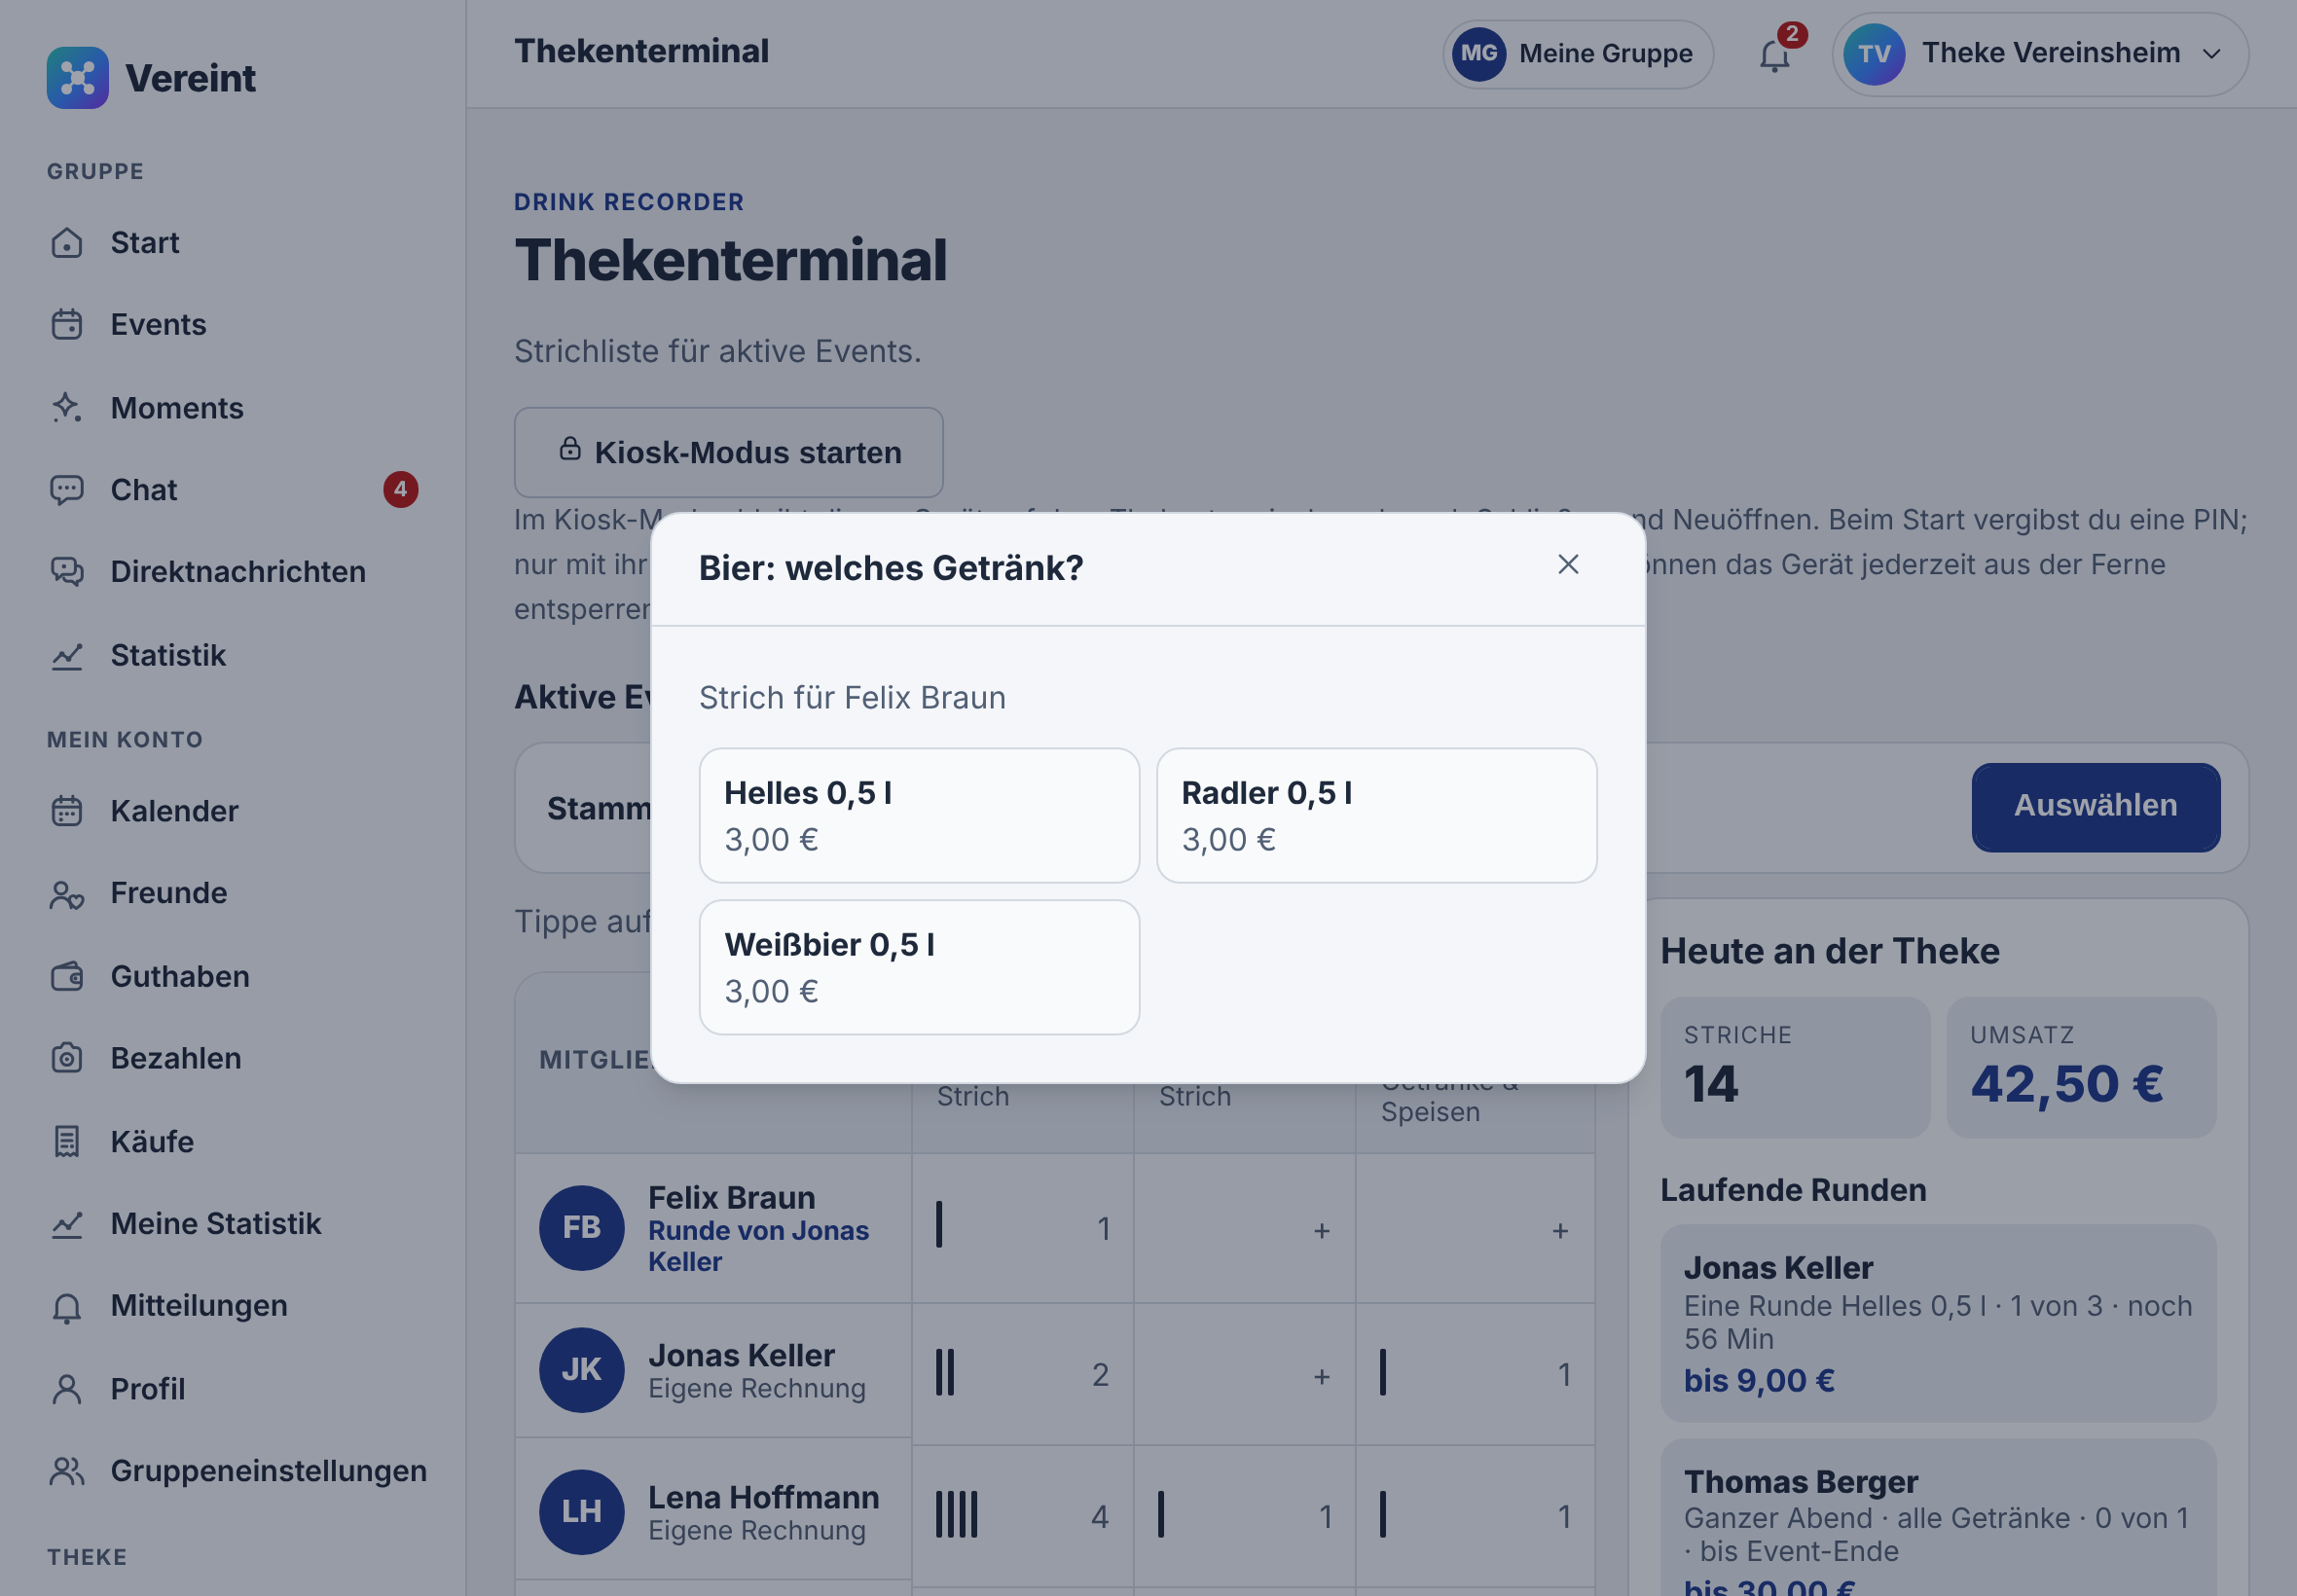 Vereint
GRUPPE
Start
Events
Moments
Chat
4
Direktnachrichten
Statistik
MEIN KONTO
Kalender
Freunde
Guthaben
Bezahlen
Käufe
Meine Statistik
Mitteilungen
Profil
Gruppeneinstellungen
THEKE
Thekenterminal
MG
Meine Gruppe
2
TV
Theke Vereinsheim
DRINK RECORDER
Thekenterminal
Strichliste für aktive Events.
Kiosk-Modus starten
Im Kiosk-M
nd Neuöffnen. Beim Start vergibst du eine PIN;
nur mit ihr
önnen das Gerät jederzeit aus der Ferne
entsperren
Aktive Ev
Stamm
Auswählen
Tippe auf
Bier: welches Getränk?
Strich für Felix Braun
Helles 0,5 l
3,00 €
Radler 0,5 l
3,00 €
Weißbier 0,5 l
3,00 €
MITGLIE
Strich
Strich
Getränke &
Speisen
FB
Felix Braun
Runde von Jonas
Keller
1
+
+
JK
Jonas Keller
Eigene Rechnung
2
+
1
LH
Lena Hoffmann
Eigene Rechnung
4
1
1
Heute an der Theke
STRICHE
14
UMSATZ
42,50 €
Laufende Runden
Jonas Keller
Eine Runde Helles 0,5 l · 1 von 3 · noch
56 Min
bis 9,00 €
Thomas Berger
Ganzer Abend · alle Getränke · 0 von 1
· bis Event-Ende
bis 30,00 €